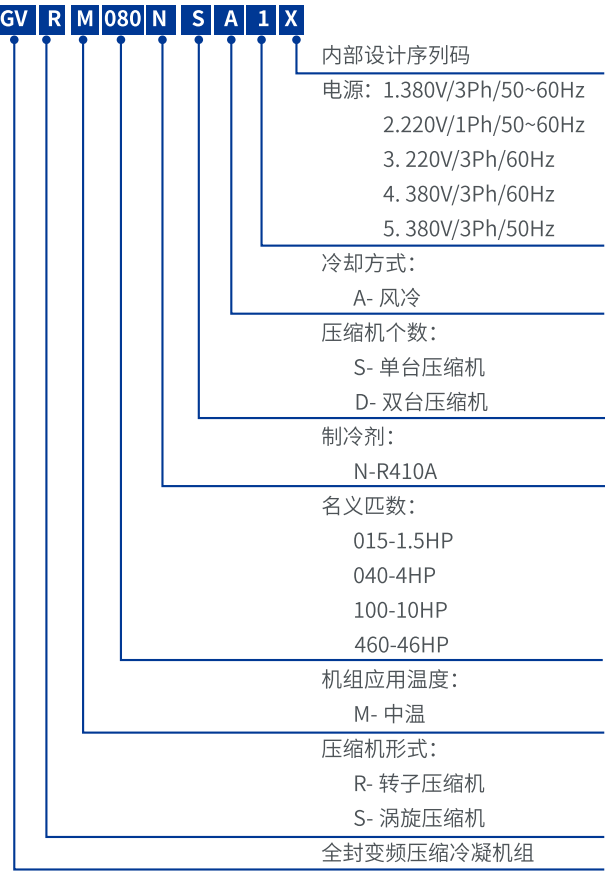 GV R M 080 N S A 1 X
内部设计序列码
电源：1.380V/3Ph/50~60Hz
2.220V/1Ph/50~60Hz
3. 220V/3Ph/60Hz
4. 380V/3Ph/60Hz
5. 380V/3Ph/50Hz
冷却方式：
A- 风冷
压缩机个数：
S- 单台压缩机
D- 双台压缩机
制冷剂：
N-R410A
名义匹数：
015-1.5HP
040-4HP
100-10HP
460-46HP
机组应用温度：
M- 中温
压缩机形式：
R- 转子压缩机
S- 涡旋压缩机
全封变频压缩冷凝机组